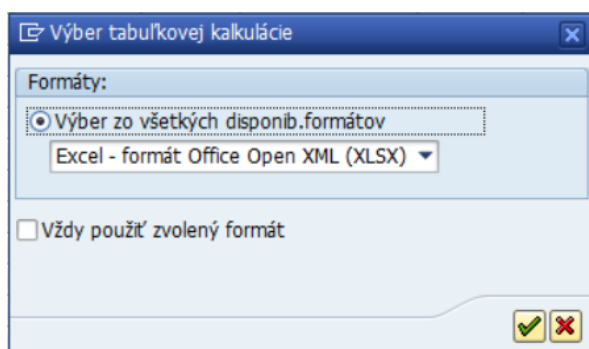 Výber tabuľkovej kalkulácie
Formáty:
Výber zo všetkých disponib.formátov
Excel - formát Office Open XML (XLSX)
Vždy použiť zvolený formát